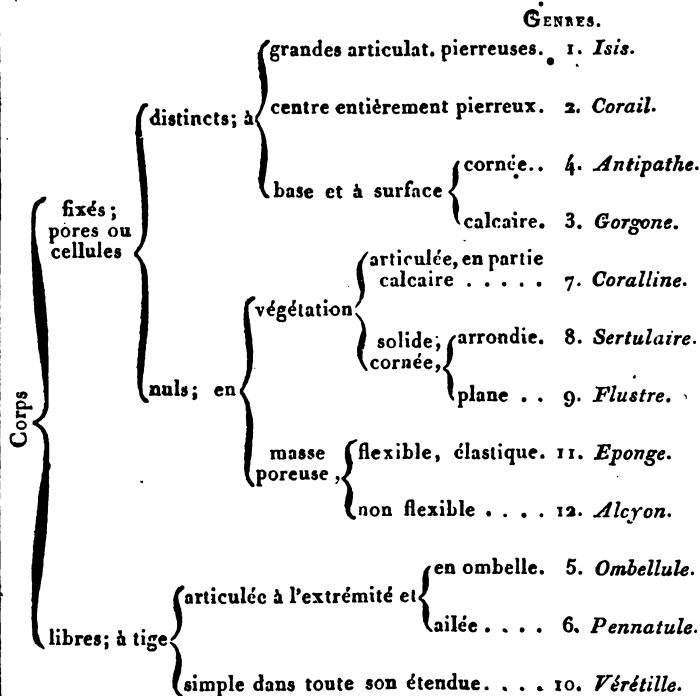 GENRES.
grandes articulat. pierreuses. 1. Isis.
distincts; à
centre entièrement pierreux. 2. Corail.
cornée.. 4. Antipathe.
base et à surface
calcaire. 3. Gorgone.
fixés;
pores ou
cellules
articulée, en partie
calcaire . . . . . 7. Coralline.
végétation
solide;
cornée,
arrondie. 8. Sertulaire.
plane . . 9. Flustre.
nuls; en
Corps
masse
poreuse,
flexible, élastique. 11. Eponge.
non flexible . . . . 12. Alcyon.
en ombelle. 5. Ombellule.
articulée à l'extrémité et
ailée . . . . 6. Pennatule.
libres; à tige
simple dans toute son étendue. . . . 10. Vérétille.